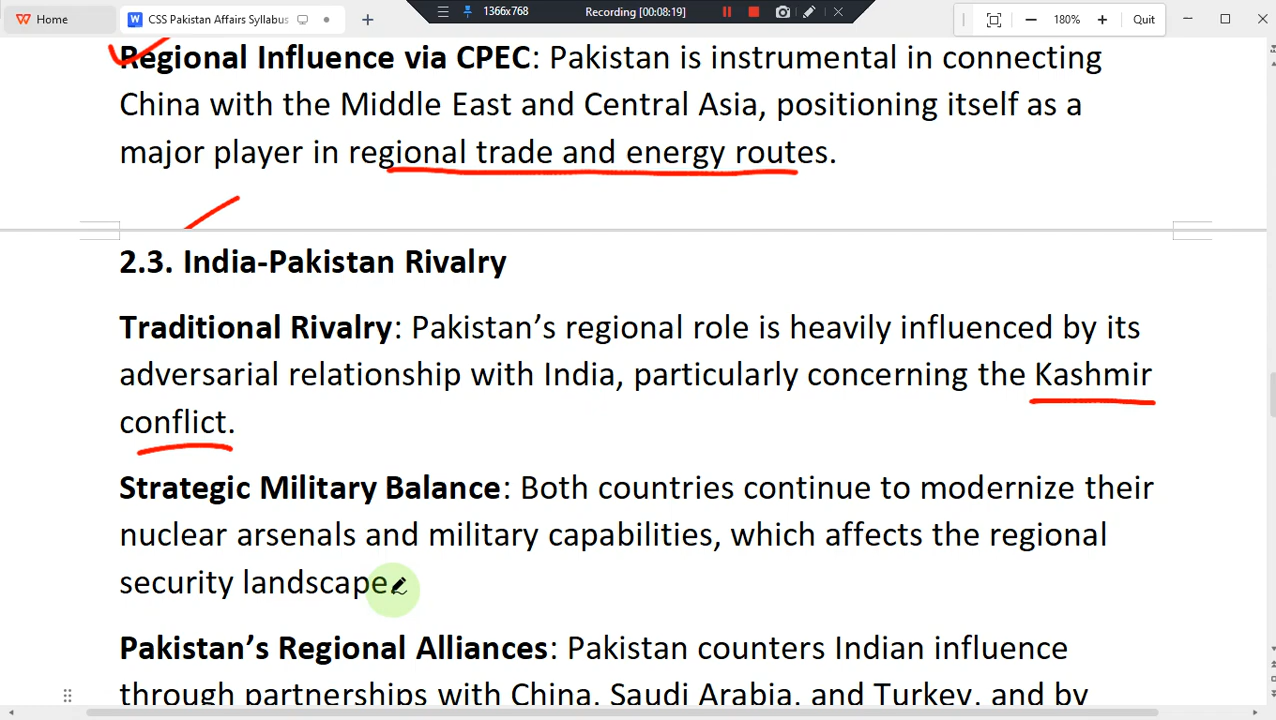 Home
CSS Pakistan Affairs Syllabus
1366x768
Recording [00:08:19]
180%
Quit
Regional Influence via CPEC: Pakistan is instrumental in connecting
China with the Middle East and Central Asia, positioning itself as a
major player in regional trade and energy routes.
2.3. India-Pakistan Rivalry
Traditional Rivalry: Pakistan’s regional role is heavily influenced by its
adversarial relationship with India, particularly concerning the Kashmir
conflict.
Strategic Military Balance: Both countries continue to modernize their
nuclear arsenals and military capabilities, which affects the regional
security landscape
Pakistan’s Regional Alliances: Pakistan counters Indian influence
through partnerships with China, Saudi Arabia, and Turkey, and by